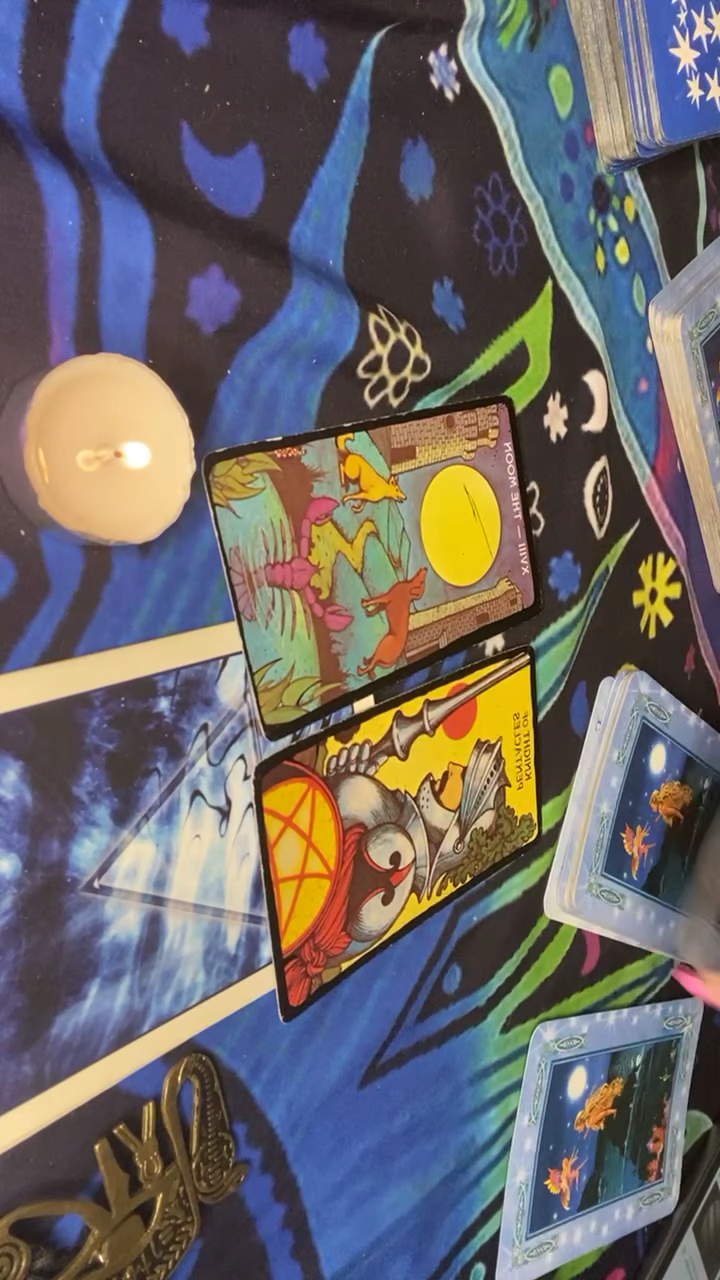 XVIII — THE MOON
KNIGHT OF
PENTACLES